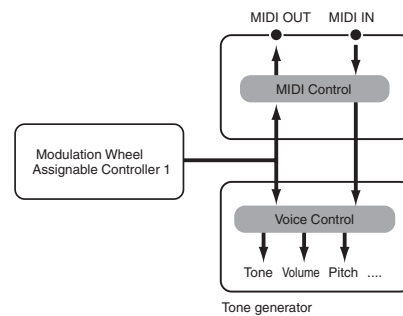 MIDI OUT MIDI IN
MIDI Control
Modulation Wheel
Assignable Controller 1
Voice Control
Tone Volume Pitch ....
Tone generator